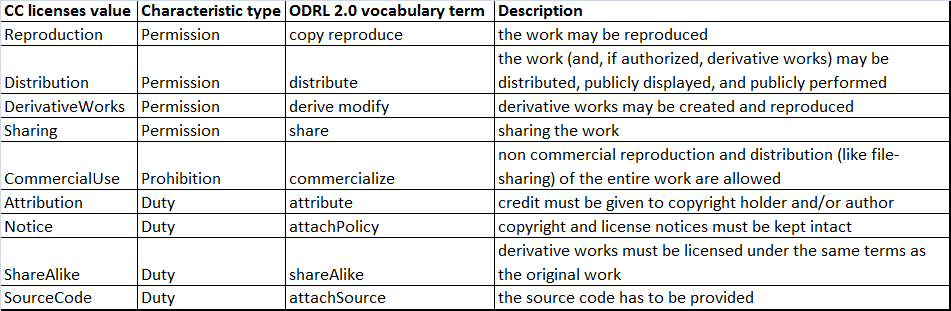 CC licenses value Characteristic type ODRL 2.0 vocabulary term Description
Reproduction Permission copy reproduce the work may be reproduced
the work (and, if authorized, derivative works) may be
Distribution Permission distribute distributed, publicly displayed, and publicly performed
DerivativeWorks Permission derive modify derivative works may be created and reproduced
Sharing Permission share sharing the work
non commercial reproduction and distribution (like file-
CommercialUse Prohibition commercialize sharing) of the entire work are allowed
Attribution Duty attribute credit must be given to copyright holder and/or author
Notice Duty attachPolicy copyright and license notices must be kept intact
derivative works must be licensed under the same terms as
ShareAlike Duty shareAlike the original work
SourceCode Duty attachSource the source code has to be provided